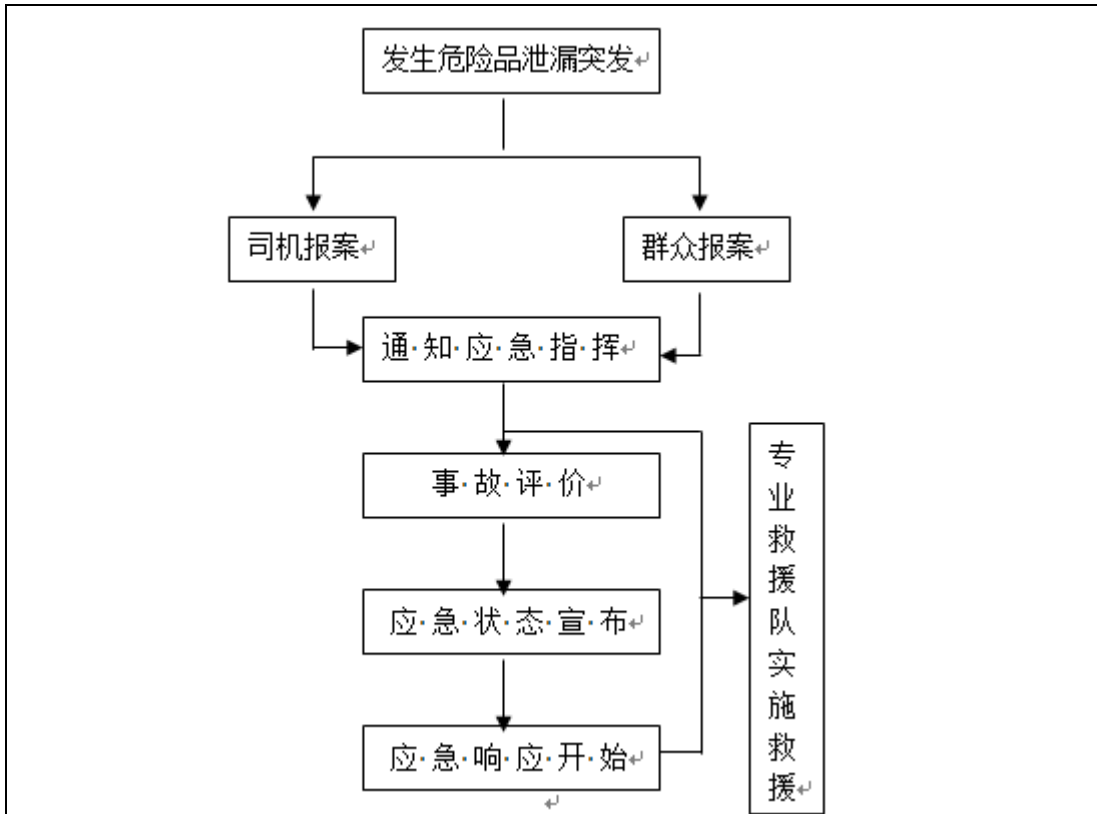 发生危险品泄漏突发
司机报案
群众报案
通·知·应·急·指·挥
事·故·评·价
应·急·状·态·宣·布
应·急·响·应·开·始
专
业
救
援
队
实
施
救
援